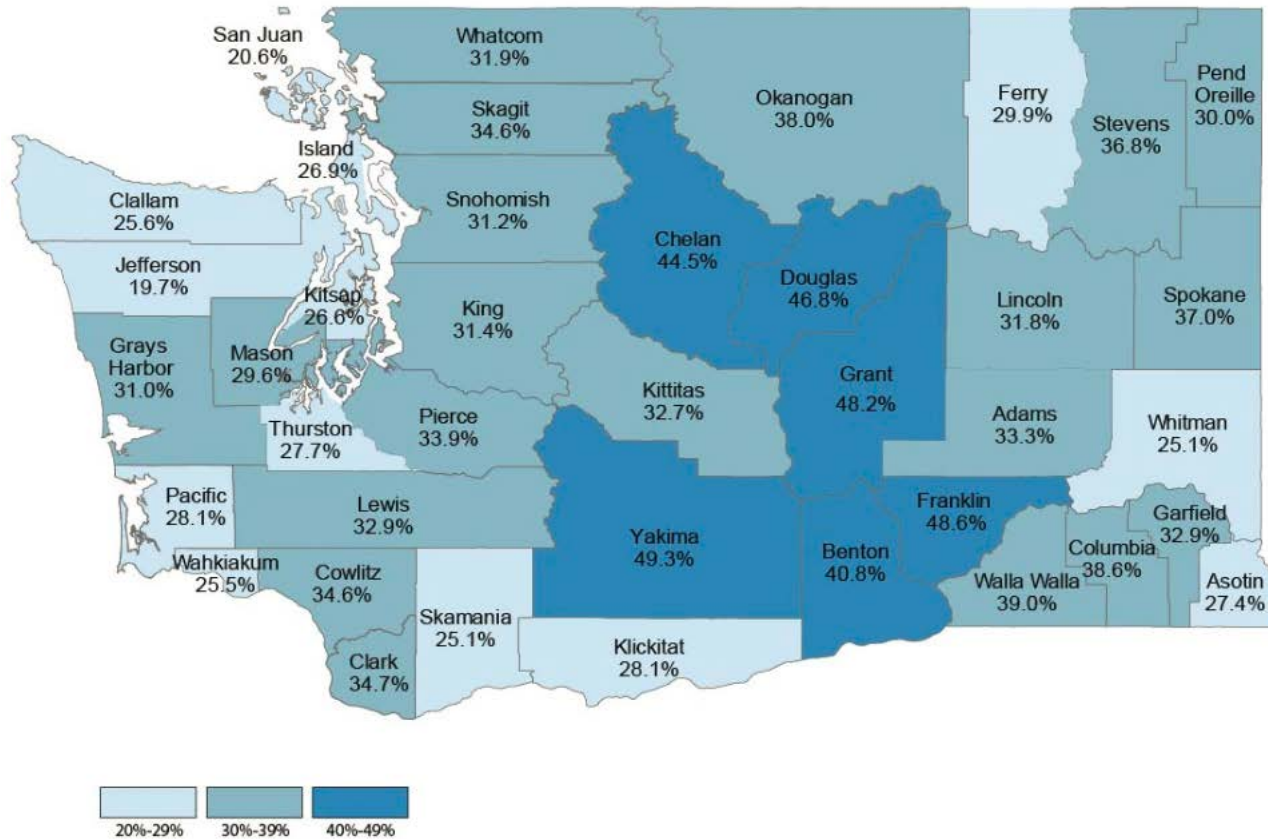 San Juan
20.6%
Whatcom
31.9%
Skagit
34.6%
Island
26.9%
Okanogan
38.0%
Ferry
29.9%
Stevens
36.8%
Pend
Oreille
30.0%
Clallam
25.6%
Snohomish
31.2%
Jefferson
19.7%
Chelan
44.5%
Douglas
46.8%
Kitsap
26.6%
King
31.4%
Lincoln
31.8%
Spokane
37.0%
Grays
Harbor
31.0%
Mason
29.6%
Kittitas
32.7%
Grant
48.2%
Thurston
27.7%
Pierce
33.9%
Adams
33.3%
Whitman
25.1%
Pacific
28.1%
Lewis
32.9%
Yakima
49.3%
Benton
40.8%
Franklin
48.6%
Garfield
32.9%
Columbia
38.6%
Walla Walla
39.0%
Asotin
27.4%
Wahkiakum
25.5%
Cowlitz
34.6%
Skamania
25.1%
Klickitat
28.1%
Clark
34.7%
20%-29%
30%-39%
40%-49%